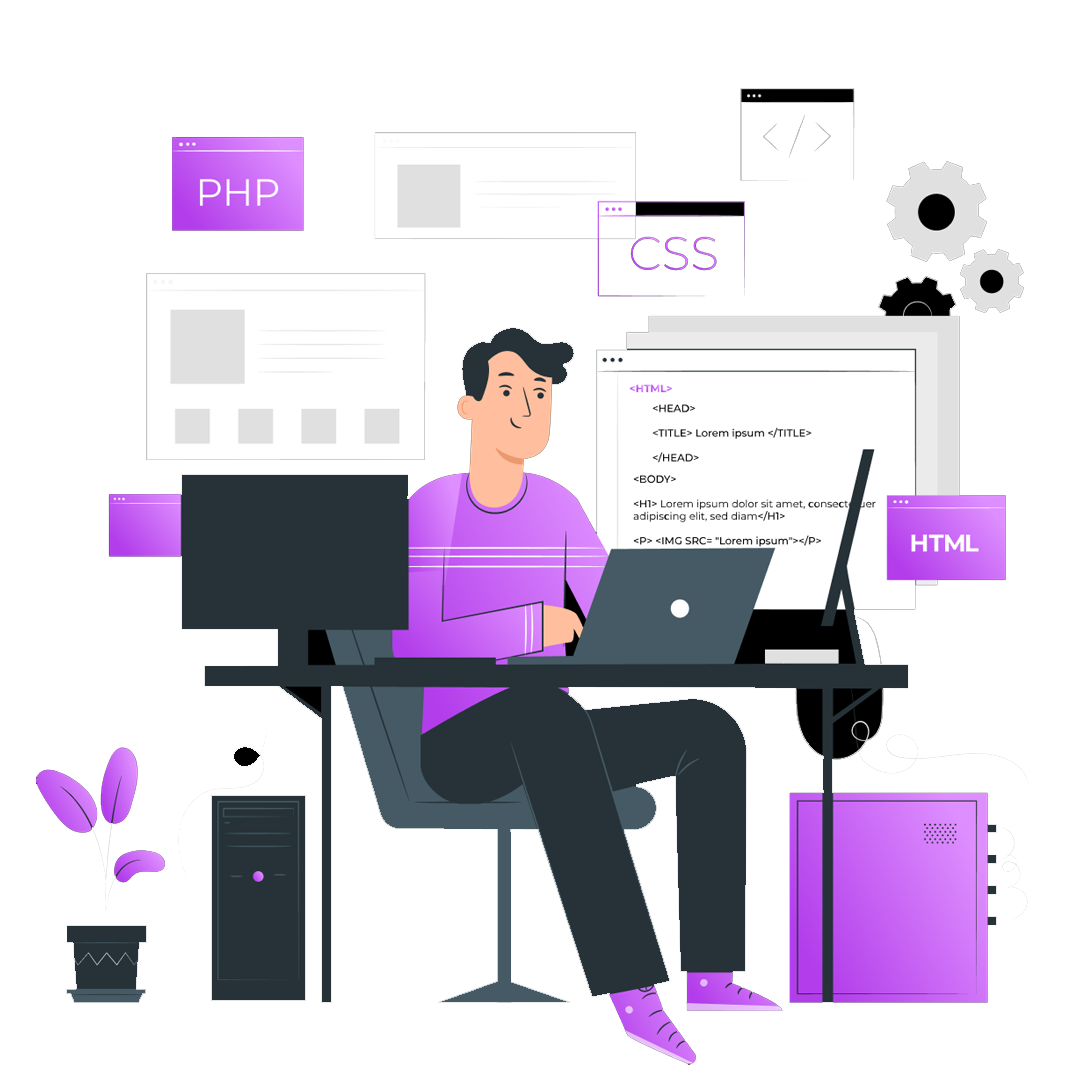 PHP
</>
CSS
<HTML>
<HEAD>
<TITLE> Lorem ipsum </TITLE>
</HEAD>
<BODY>
<H1> Lorem ipsum dolor sit amet, consectetuer
adipiscing elit, sed diam</H1>
<P> <IMG SRC= "Lorem ipsum"></P>
HTML